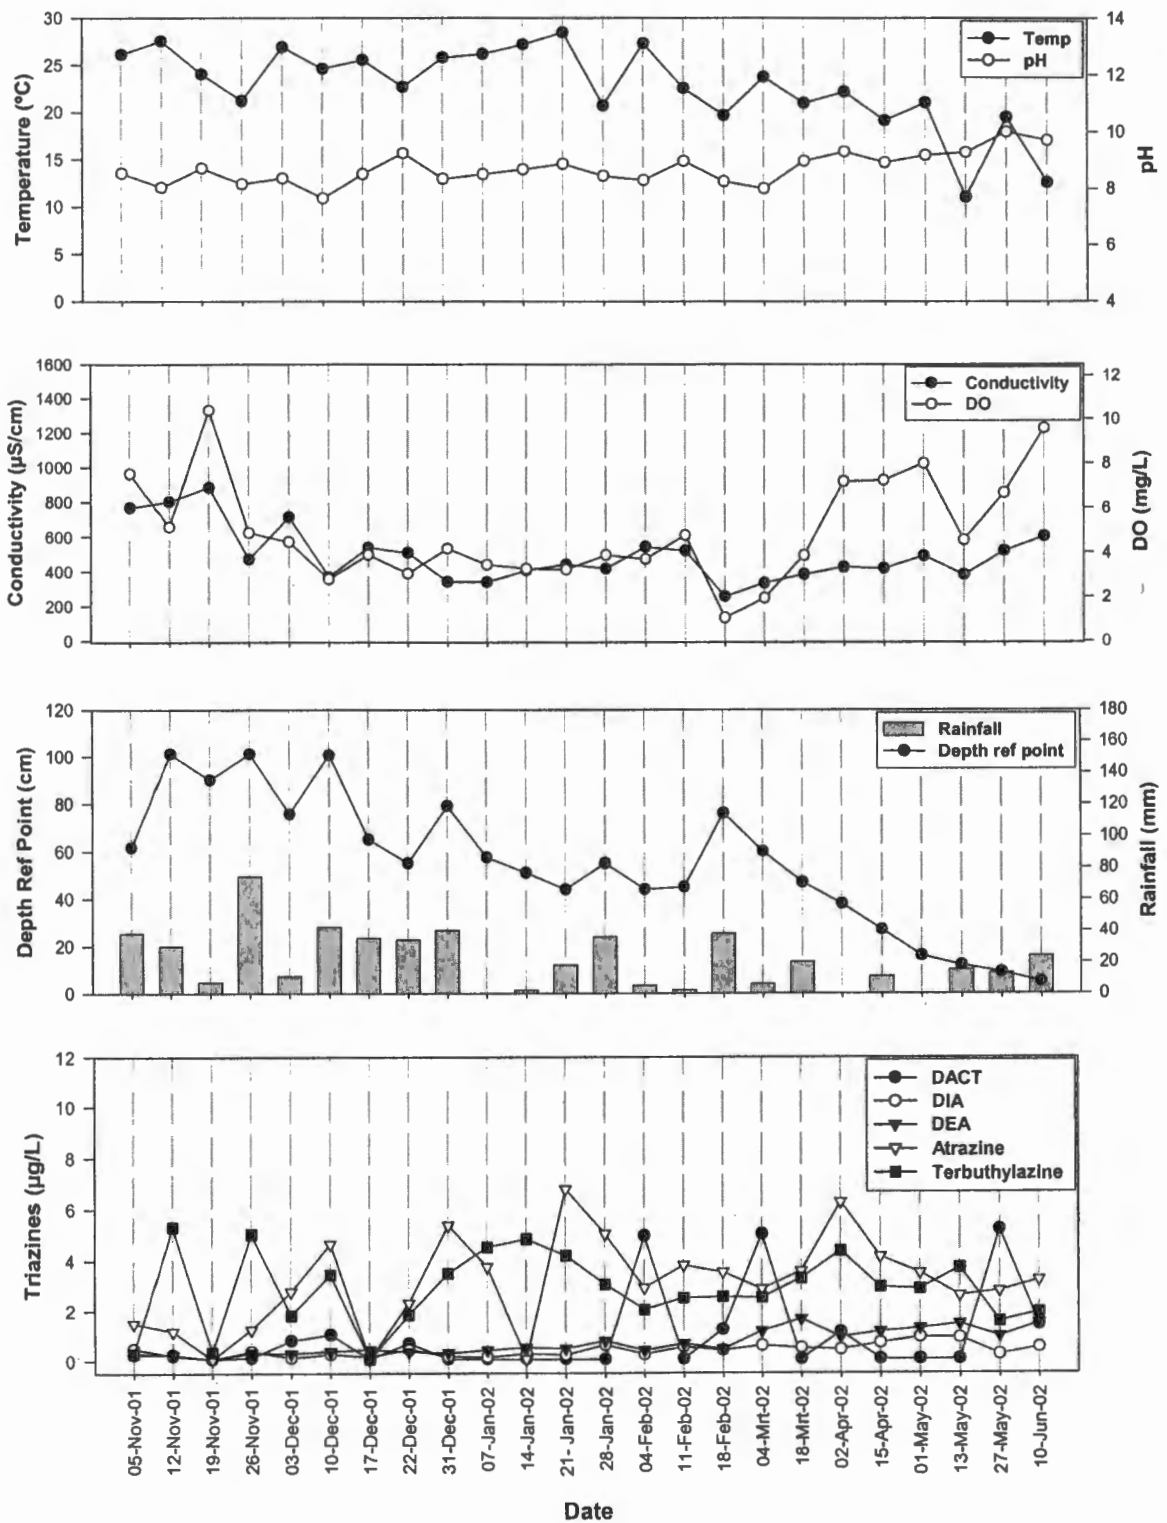 30
25
20
15
10
5
0
Temperature (ºC)
Temp
pH
14
12
10
8
6
4
pH
1600
1400
1200
1000
800
600
400
200
0
Conductivity (µS/cm)
Conductivity
DO
12
10
8
6
4
2
0
DO (mg/L)
120
100
80
60
40
20
0
Depth Ref Point (cm)
Rainfall
Depth ref point
180
160
140
120
100
80
60
40
20
0
Rainfall (mm)
12
10
8
6
4
2
0
Triazines (µg/L)
DACT
DIA
DEA
Atrazine
Terbuthylazine
05-Nov-01
12-Nov-01
19-Nov-01
26-Nov-01
03-Dec-01
10-Dec-01
17-Dec-01
22-Dec-01
31-Dec-01
07-Jan-02
14-Jan-02
21- Jan-02
28-Jan-02
04-Feb-02
11-Feb-02
18-Feb-02
04-Mrt-02
18-Mrt-02
02-Apr-02
15-Apr-02
01-May-02
13-May-02
27-May-02
10-Jun-02
Date